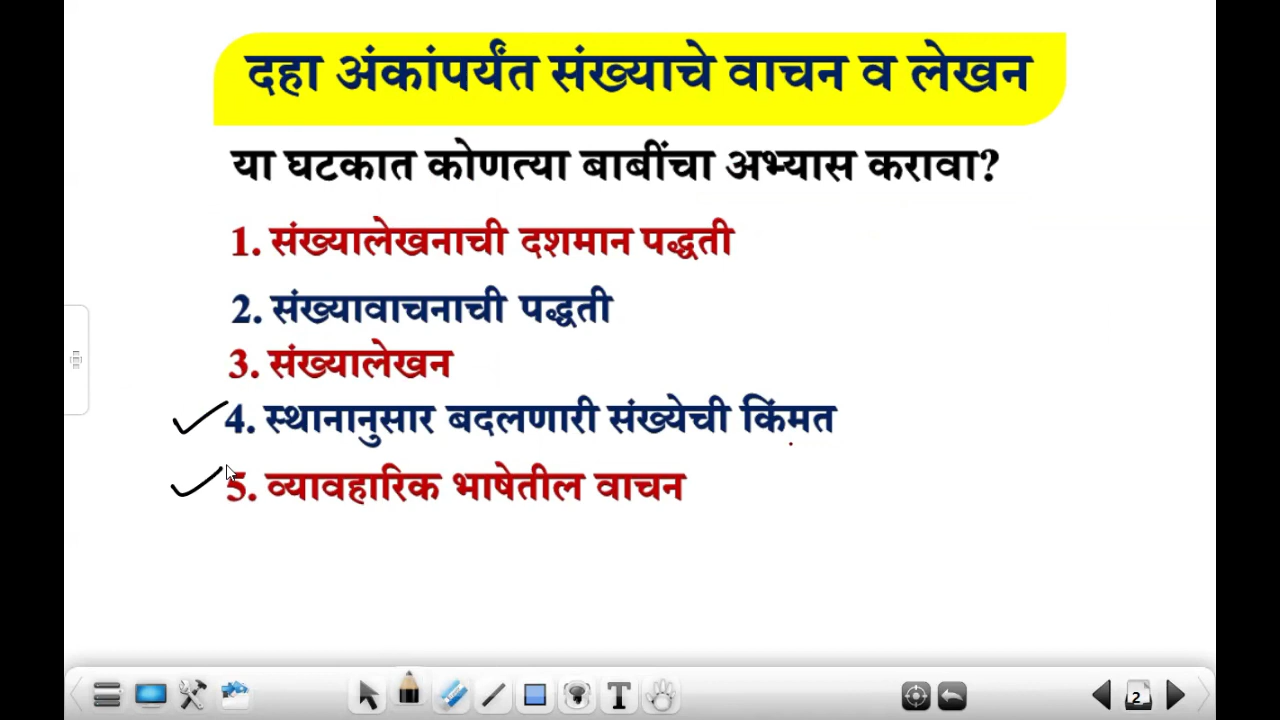 दहा अंकांपर्यंत संख्याचे वाचन व लेखन
या घटकात कोणत्या बाबींचा अभ्यास करावा?
1. संख्यालेखनाची दशमान पद्धती
2. संख्यावाचनाची पद्धती
3. संख्यालेखन
4. स्थानानुसार बदलणारी संख्येची किंमत
5. व्यावहारिक भाषेतील वाचन
T 2